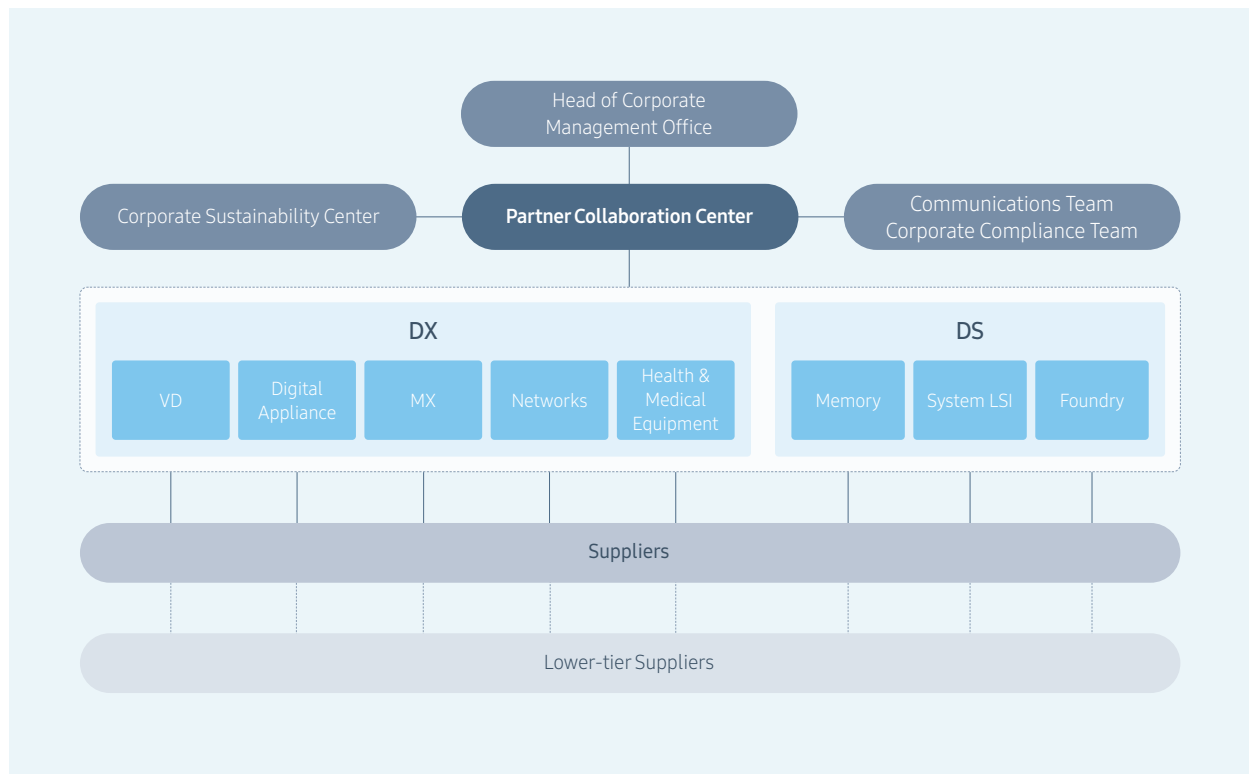 Head of Corporate
Management Office
Corporate Sustainability Center
Partner Collaboration Center
Communications Team
Corporate Compliance Team
DX
VD
Digital
Appliance
MX
Networks
Health &
Medical
Equipment
DS
Memory
System LSI
Foundry
Suppliers
Lower-tier Suppliers